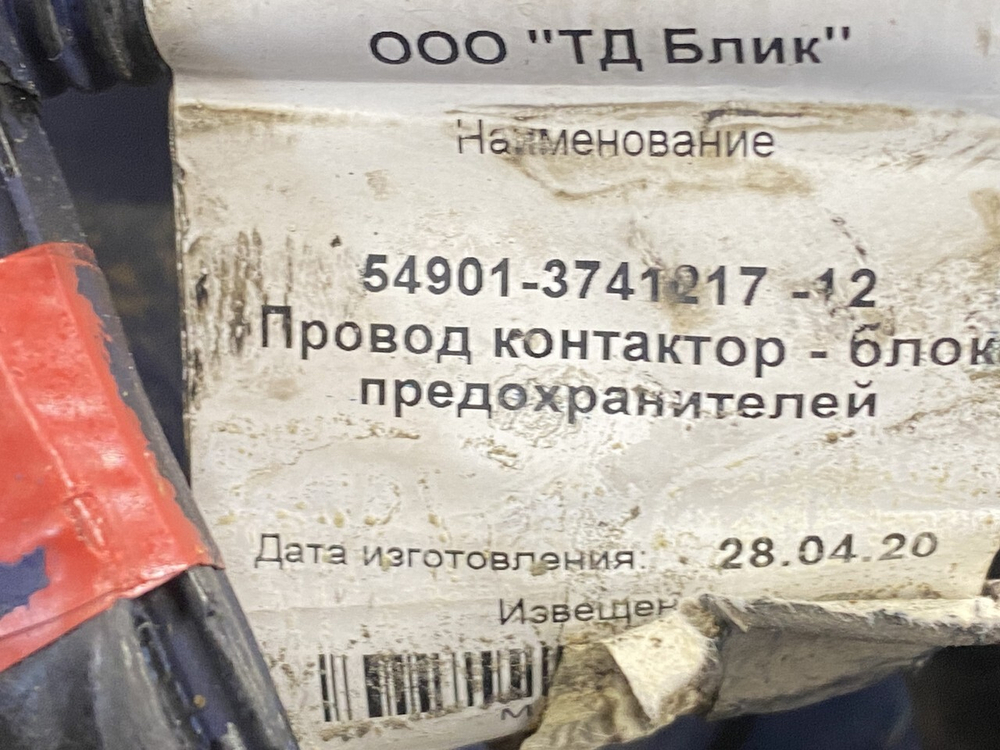 ООО "ТД Блик"
Наименование
54901-3741217 -12
Провод контактор - блок
предохранителей
Дата изготовления: 28.04.20